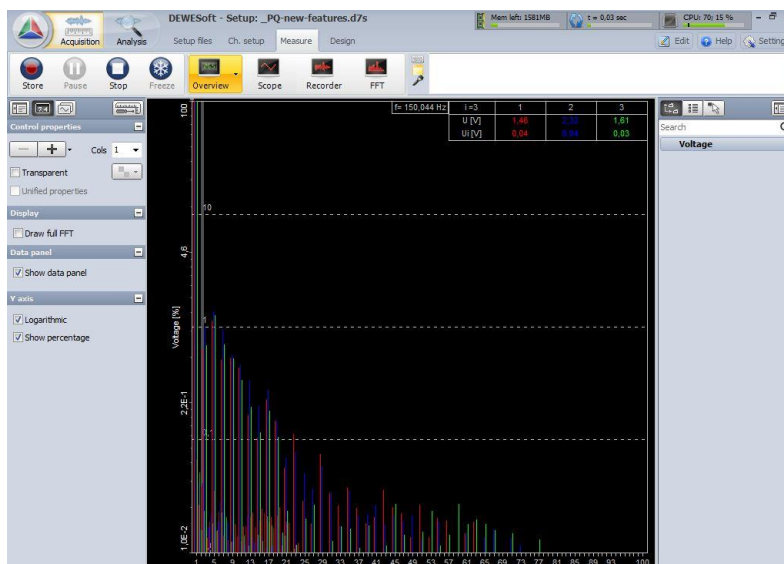 DEWESoft - Setup: _PQ-new-features.d7s
Mem left: 1581MB
t = 0,03 sec
CPU: 70; 15 %
Acquisition
Analysis
Setup files
Ch. setup
Measure
Design
Edit
Help
Setting
Store
Pause
Stop
Freeze
Overview
Scope
Recorder
FFT
Control properties
Cols 1
Transparent
Unified properties
Display
Draw full FFT
Data panel
Show data panel
Y axis
Logarithmic
Show percentage
f= 150,044 Hz i =3 1 2 3
U [V] 1,46 1,61
Ui [V] 0,04 0,04 0,03
100
10
4,6
1
Voltage [%]
2,2E-1
0,1
1,0E-2
1 5 9 13 17 21 25 29 33 37 41 45 49 53 57 61 65 69 73 77 81 85 89 93 100
Search
Voltage